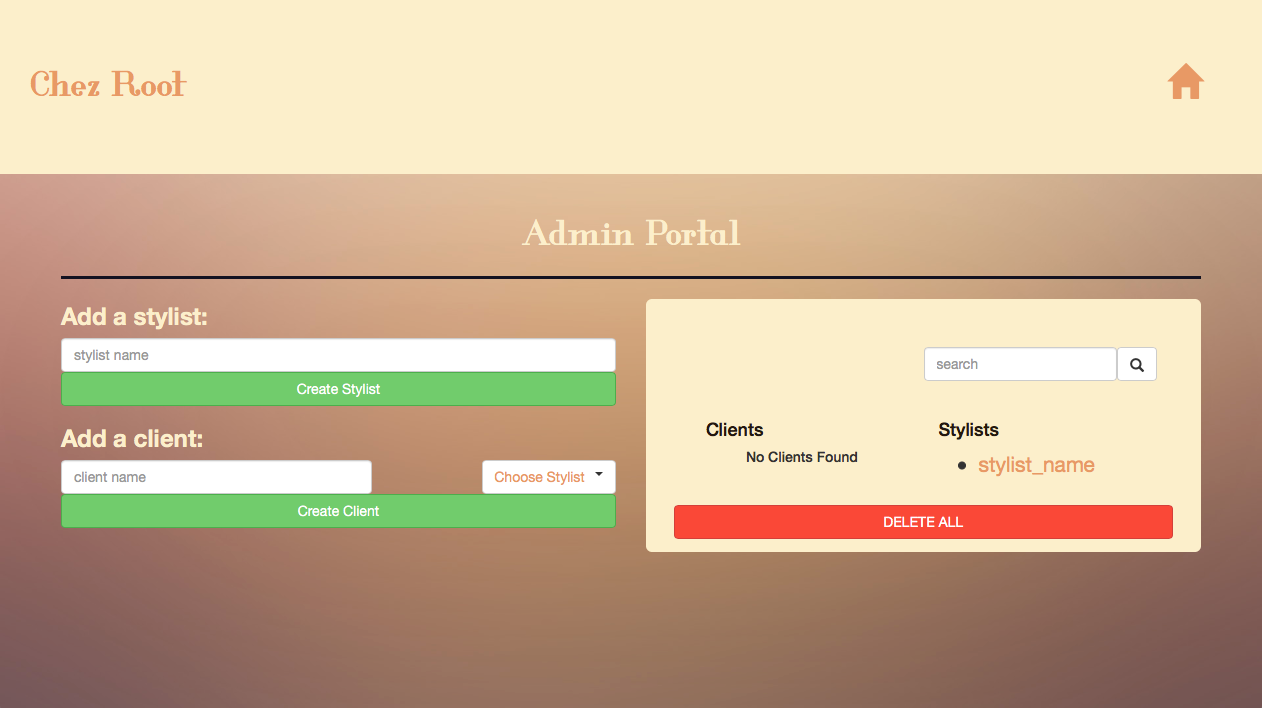 Chez Root
Admin Portal
Add a stylist:
stylist name
Create Stylist
Add a client:
client name
Choose Stylist
Create Client
search
Clients
No Clients Found
Stylists
stylist_name
DELETE ALL